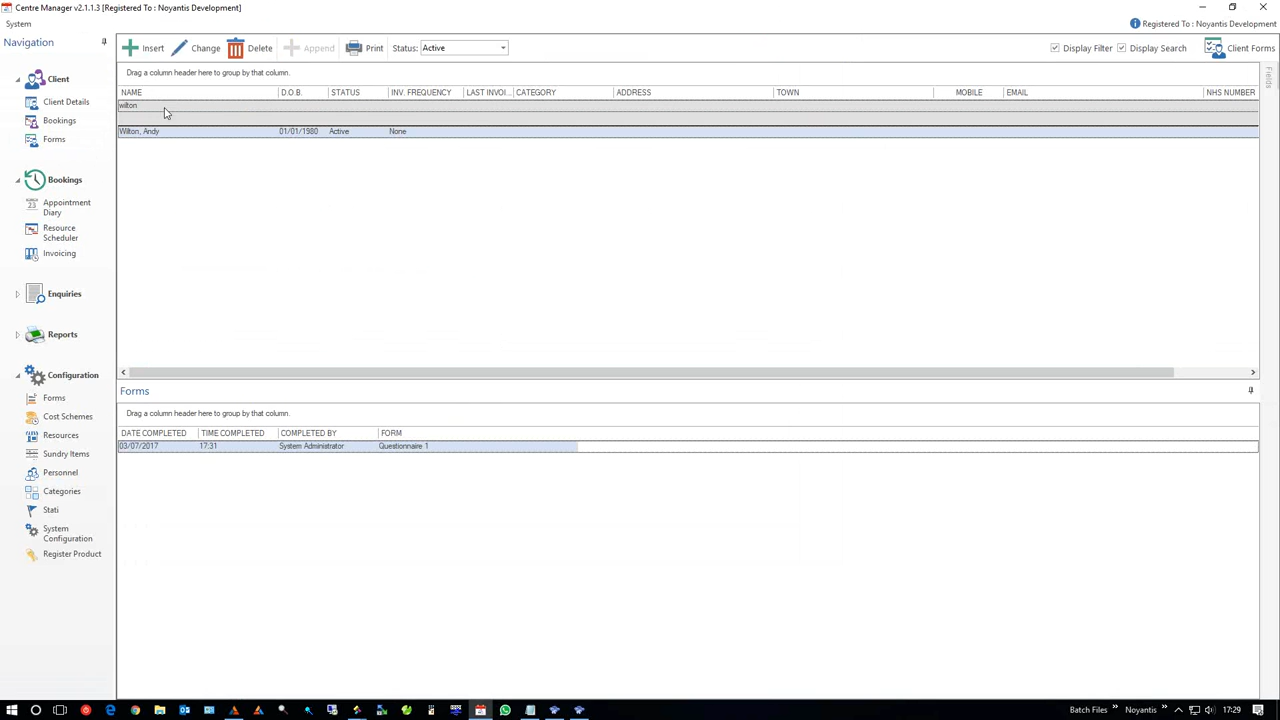 Centre Manager v2.1.1.3 [Registered To : Noyantis Development]
System
Registered To : Noyantis Development
Navigation
Insert Change Delete Append Print Status: Active Display Filter Display Search Client Forms
Drag a column header here to group by that column.
NAME D.O.B. STATUS INV. FREQUENCY LAST INVOI... CATEGORY ADDRESS TOWN MOBILE EMAIL NHS NUMBER
wilton
Wilton, Andy 01/01/1980 Active None
Fields
Client
Client Details
Bookings
Forms
Bookings
23 Appointment
Diary
Resource
Scheduler
Invoicing
Enquiries
Reports
Configuration
Forms
Cost Schemes
Resources
Sundry Items
Personnel
Categories
Stati
System
Configuration
Register Product
Forms
Drag a column header here to group by that column.
DATE COMPLETED TIME COMPLETED COMPLETED BY FORM
03/07/2017 17:31 System Administrator Questionnaire 1
Batch Files Noyantis 17:29